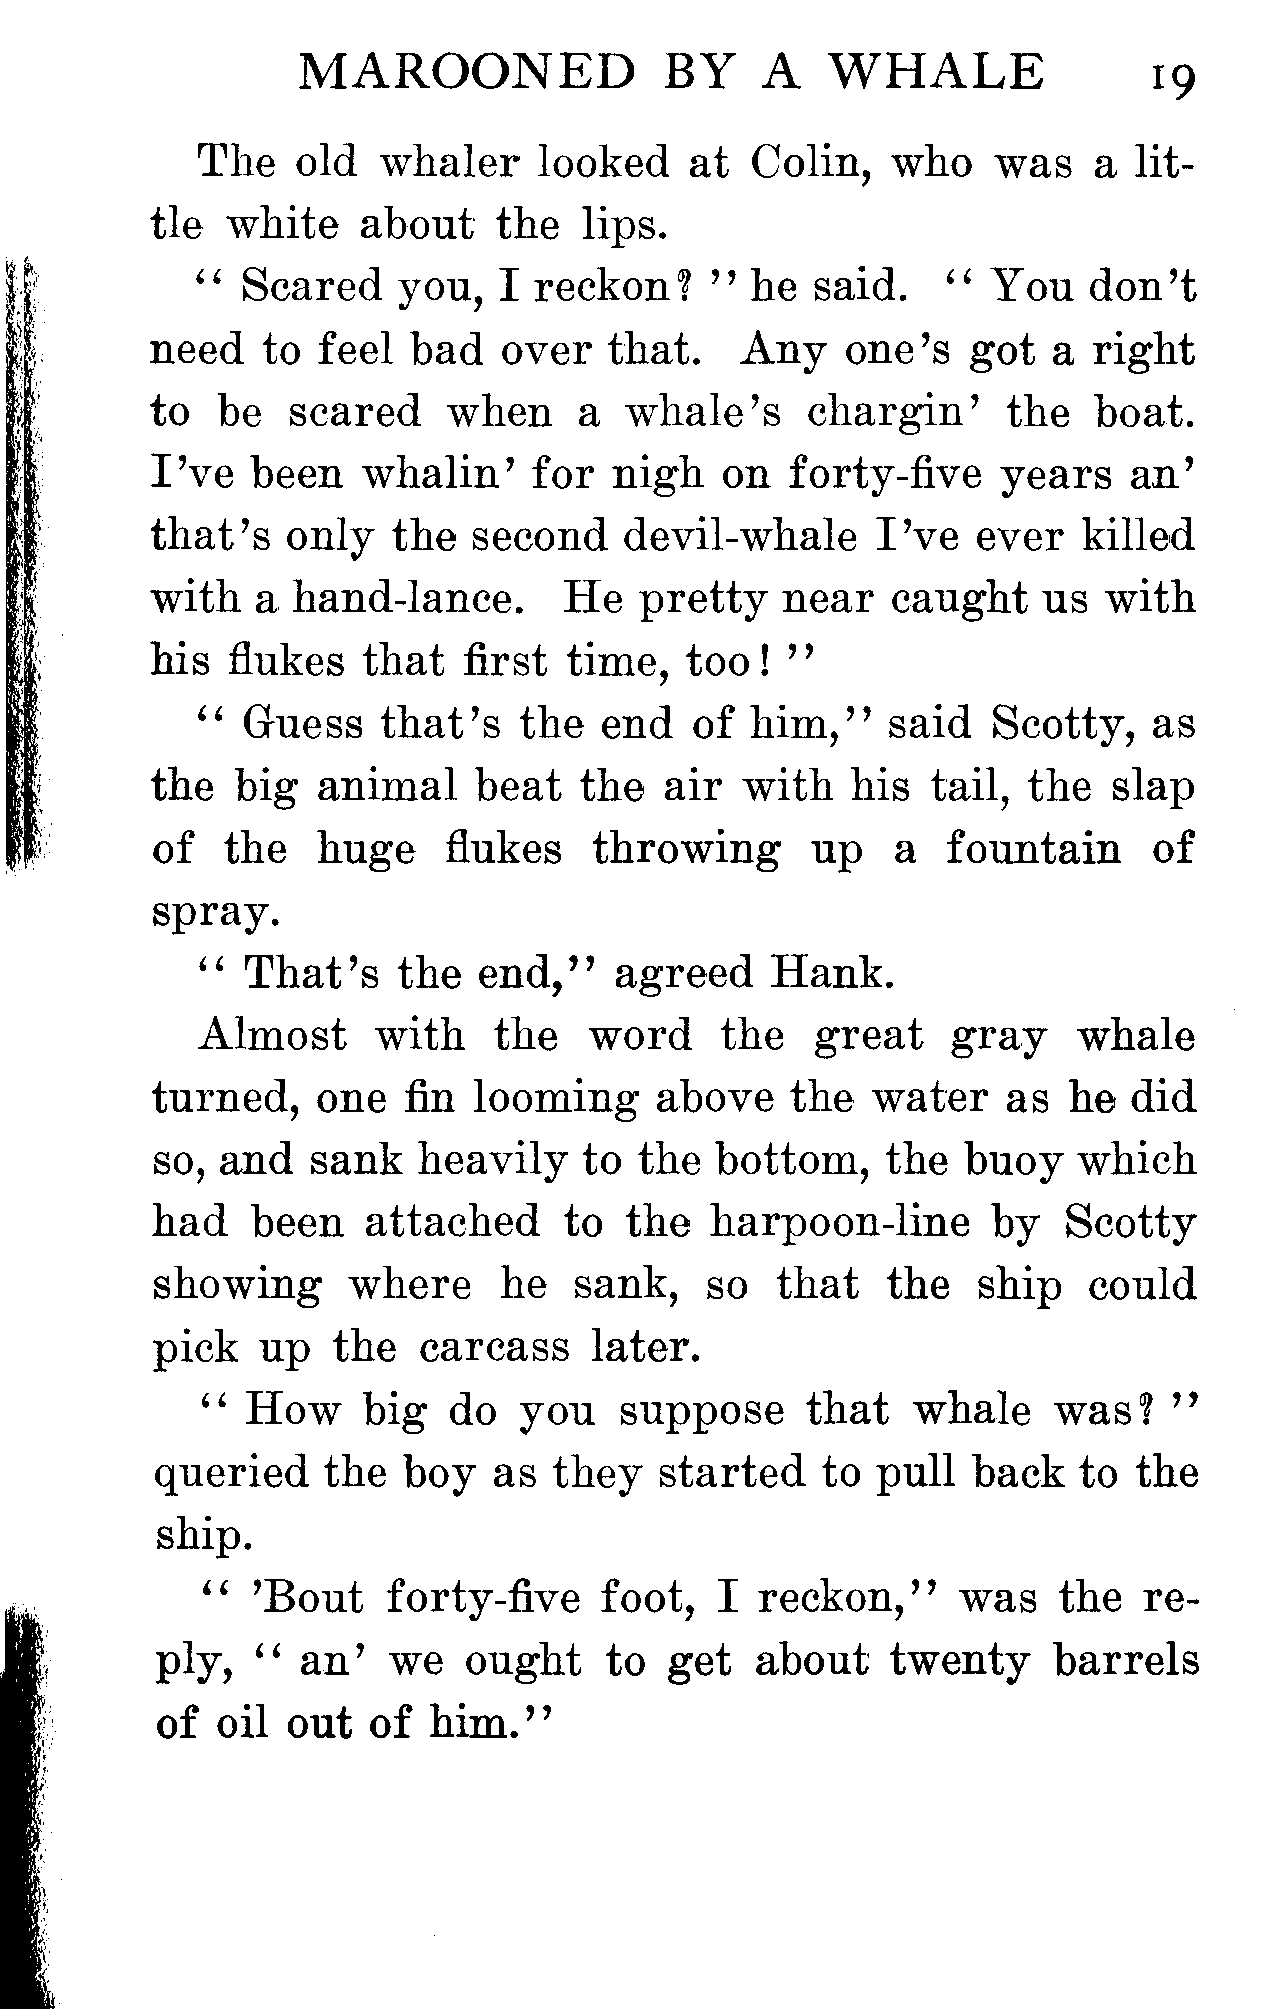 MAROONED BY A WHALE 19
The old whaler looked at Colin, who was a lit-
tle white about the lips.
“ Scared you, I reckon? ” he said. “ You don’t
need to feel bad over that. Any one’s got a right
to be scared when a whale’s chargin’ the boat.
I’ve been whalin’ for nigh on forty-five years an’
that’s only the second devil-whale I’ve ever killed
with a hand-lance. He pretty near caught us with
his flukes that first time, too! ”
“ Guess that’s the end of him,” said Scotty, as
the big animal beat the air with his tail, the slap
of the huge flukes throwing up a fountain of
spray.
“ That’s the end,” agreed Hank.
Almost with the word the great gray whale
turned, one fin looming above the water as he did
so, and sank heavily to the bottom, the buoy which
had been attached to the harpoon-line by Scotty
showing where he sank, so that the ship could
pick up the carcass later.
“ How big do you suppose that whale was? ”
queried the boy as they started to pull back to the
ship.
“ ’Bout forty-five foot, I reckon,” was the re-
ply, “ an’ we ought to get about twenty barrels
of oil out of him.”